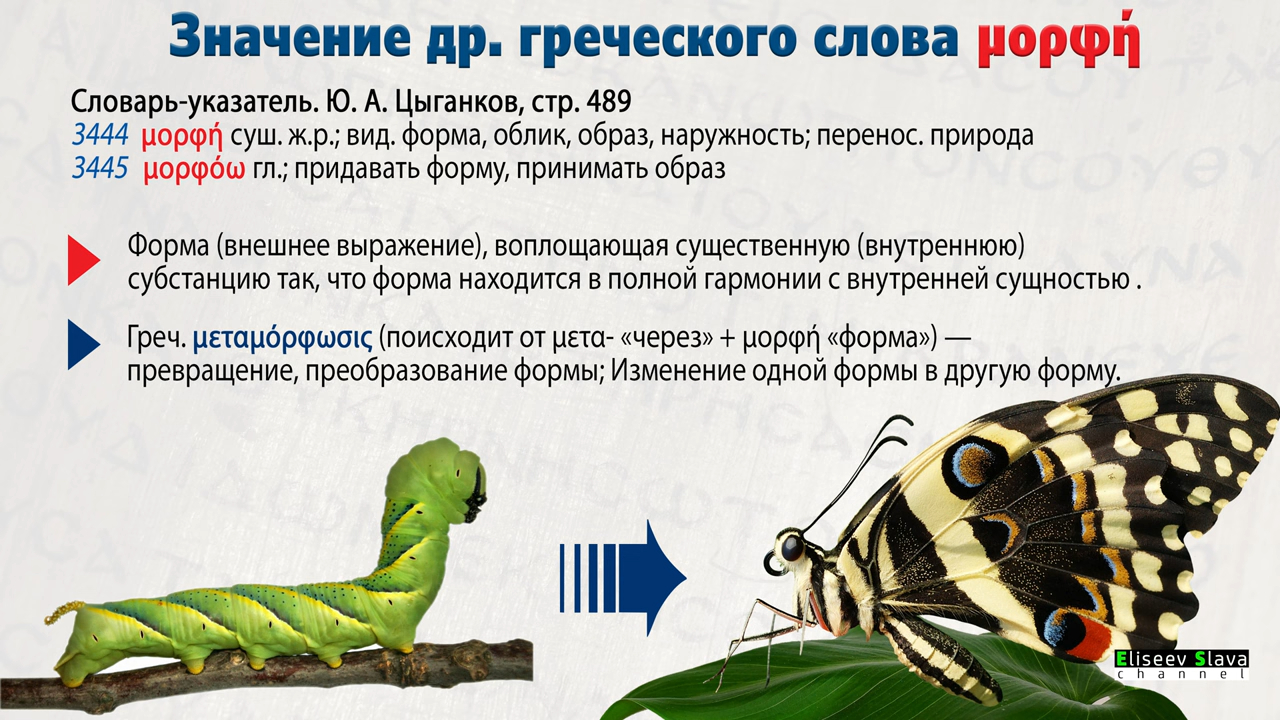 Значение др. греческого слова μορφή
Словарь-указатель. Ю. А. Цыганков, стр. 489
3444 μορφή суш. ж.р.; вид. форма, облик, образ, наружность; перенос. природа
3445 μορφόω гл.; придавать форму, принимать образ
Форма (внешнее выражение), воплощающая существенную (внутреннюю)
субстанцию так, что форма находится в полной гармонии с внутренней сущностью .
Греч. μεταμόρφωσις (поисходит от μετα- «через» + μορφή «форма») —
превращение, преобразование формы; Изменение одной формы в другую форму.
Eliseev Slava
channel